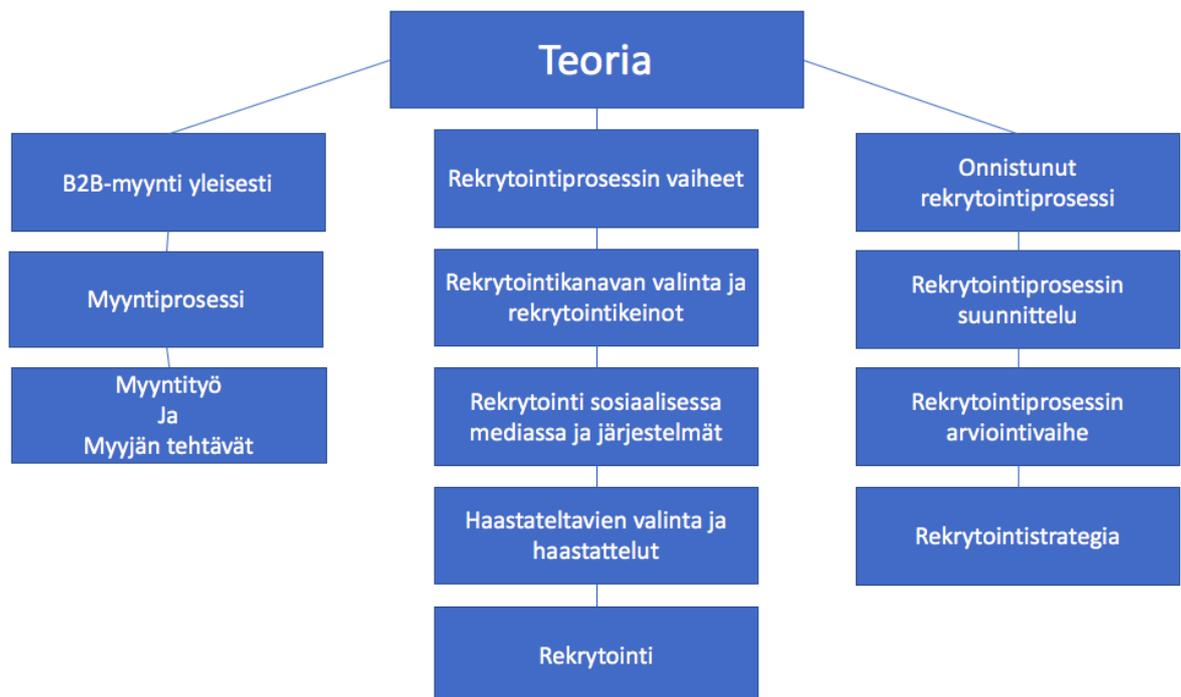 Teoria
B2B-myynti yleisesti
Myyntiprosessi
Myyntityö
Ja
Myyjän tehtävät
Rekrytointiprosessin vaiheet
Rekrytointikanavan valinta ja
rekrytointikeinot
Rekrytointi sosiaalisessa
mediassa ja järjestelmät
Haastateltavien valinta ja
haastattelut
Rekrytointi
Onnistunut
rekrytointiprosessi
Rekrytointiprosessin
suunnittelu
Rekrytointiprosessin
arviointivaihe
Rekrytointistrategia